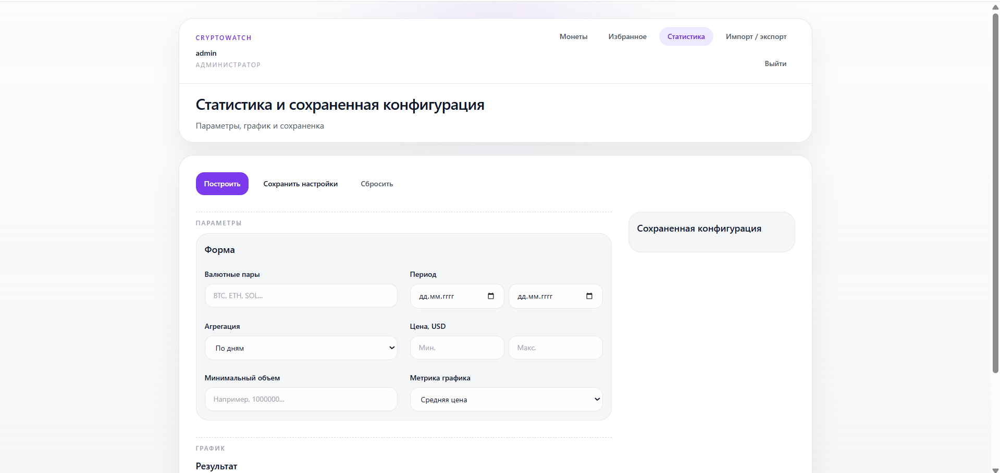 CRYPTOWATCH
admin
АДМИНИСТРАТОР
Монеты
Избранное
Статистика
Импорт / экспорт
Выйти
Статистика и сохраненная конфигурация
Параметры, график и сохраненка
Построить
Сохранить настройки
Сбросить
ПАРАМЕТРЫ
Форма
Валютные пары
BTC, ETH, SOL...
Период
дд.мм.гггг
дд.мм.гггг
Агрегация
По дням
Цена, USD
Мин.
Макс.
Минимальный объем
Например, 1000000...
Метрика графика
Средняя цена
Сохраненная конфигурация
ГРАФИК
Результат